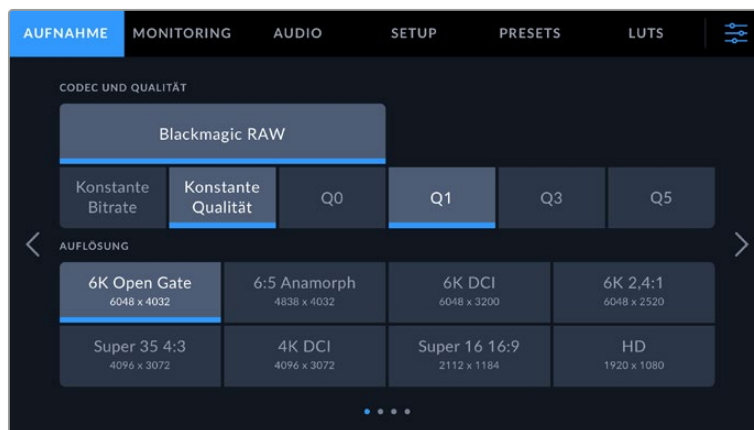 AUFNAHME MONITORING AUDIO SETUP PRESETS LUTS
CODEC UND QUALITÄT
Blackmagic RAW
Konstante Bitrate
Konstante Qualität
Q0
Q1
Q3
Q5
AUFLÖSUNG
6K Open Gate
6048 x 4032
6:5 Anamorph
4838 x 4032
6K DCI
6048 x 3200
6K 2,4:1
6048 x 2520
Super 35 4:3
4096 x 3072
4K DCI
4096 x 3072
Super 16 16:9
2112 x 1184
HD
1920 x 1080